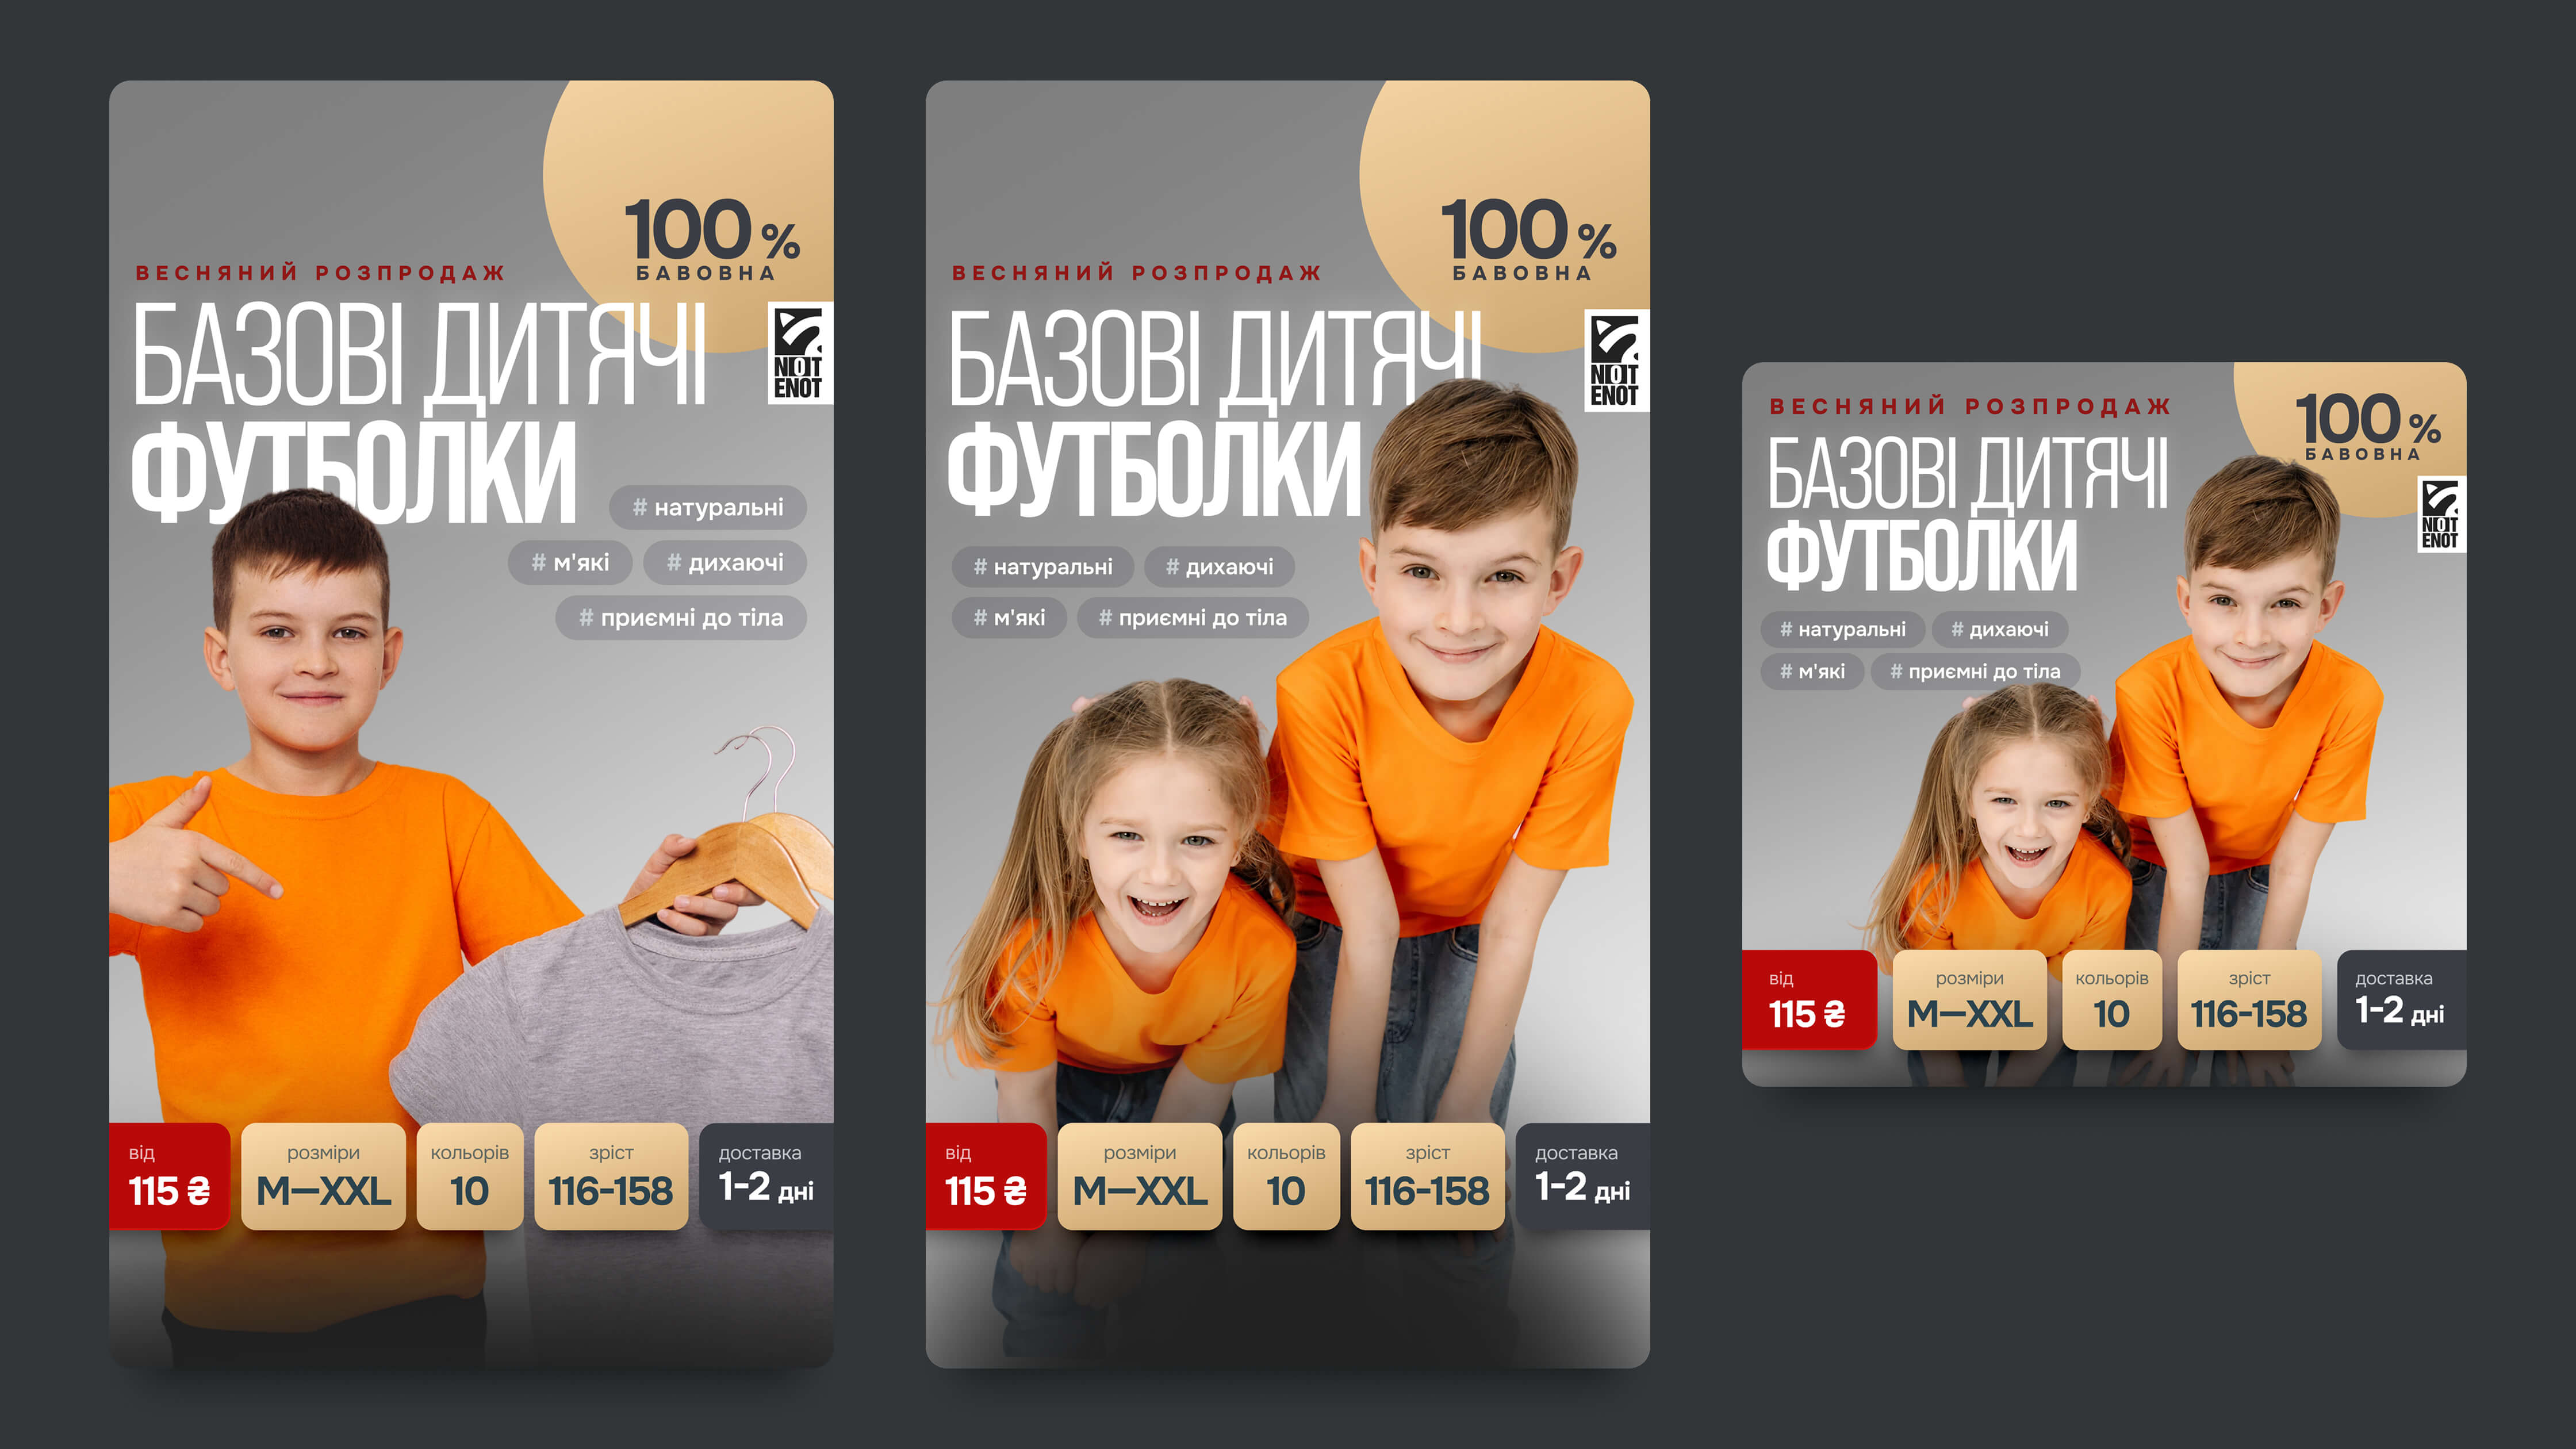 100 %
БАВОВНА
ВЕСНЯНИЙ РОЗПРОДАЖ
БАЗОВІ ДИТЯЧІ
ФУТБОЛКИ
NOT
ENOT
# натуральні
# м'які # дихаючі
# приємні до тіла
від розміри кольорів зріст доставка
115 ₴ M—XXL 10 116-158 1-2 дні
100 %
БАВОВНА
ВЕСНЯНИЙ РОЗПРОДАЖ
БАЗОВІ ДИТЯЧІ
ФУТБОЛКИ
NOT
ENOT
# натуральні # дихаючі
# м'які # приємні до тіла
від розміри кольорів зріст доставка
115 ₴ M—XXL 10 116-158 1-2 дні
ВЕСНЯНИЙ РОЗПРОДАЖ
100 %
БАВОВНА
БАЗОВІ ДИТЯЧІ
ФУТБОЛКИ
NOT
ENOT
# натуральні # дихаючі
# м'які # приємні до тіла
від розміри кольорів зріст доставка
115 ₴ M—XXL 10 116-158 1-2 дні